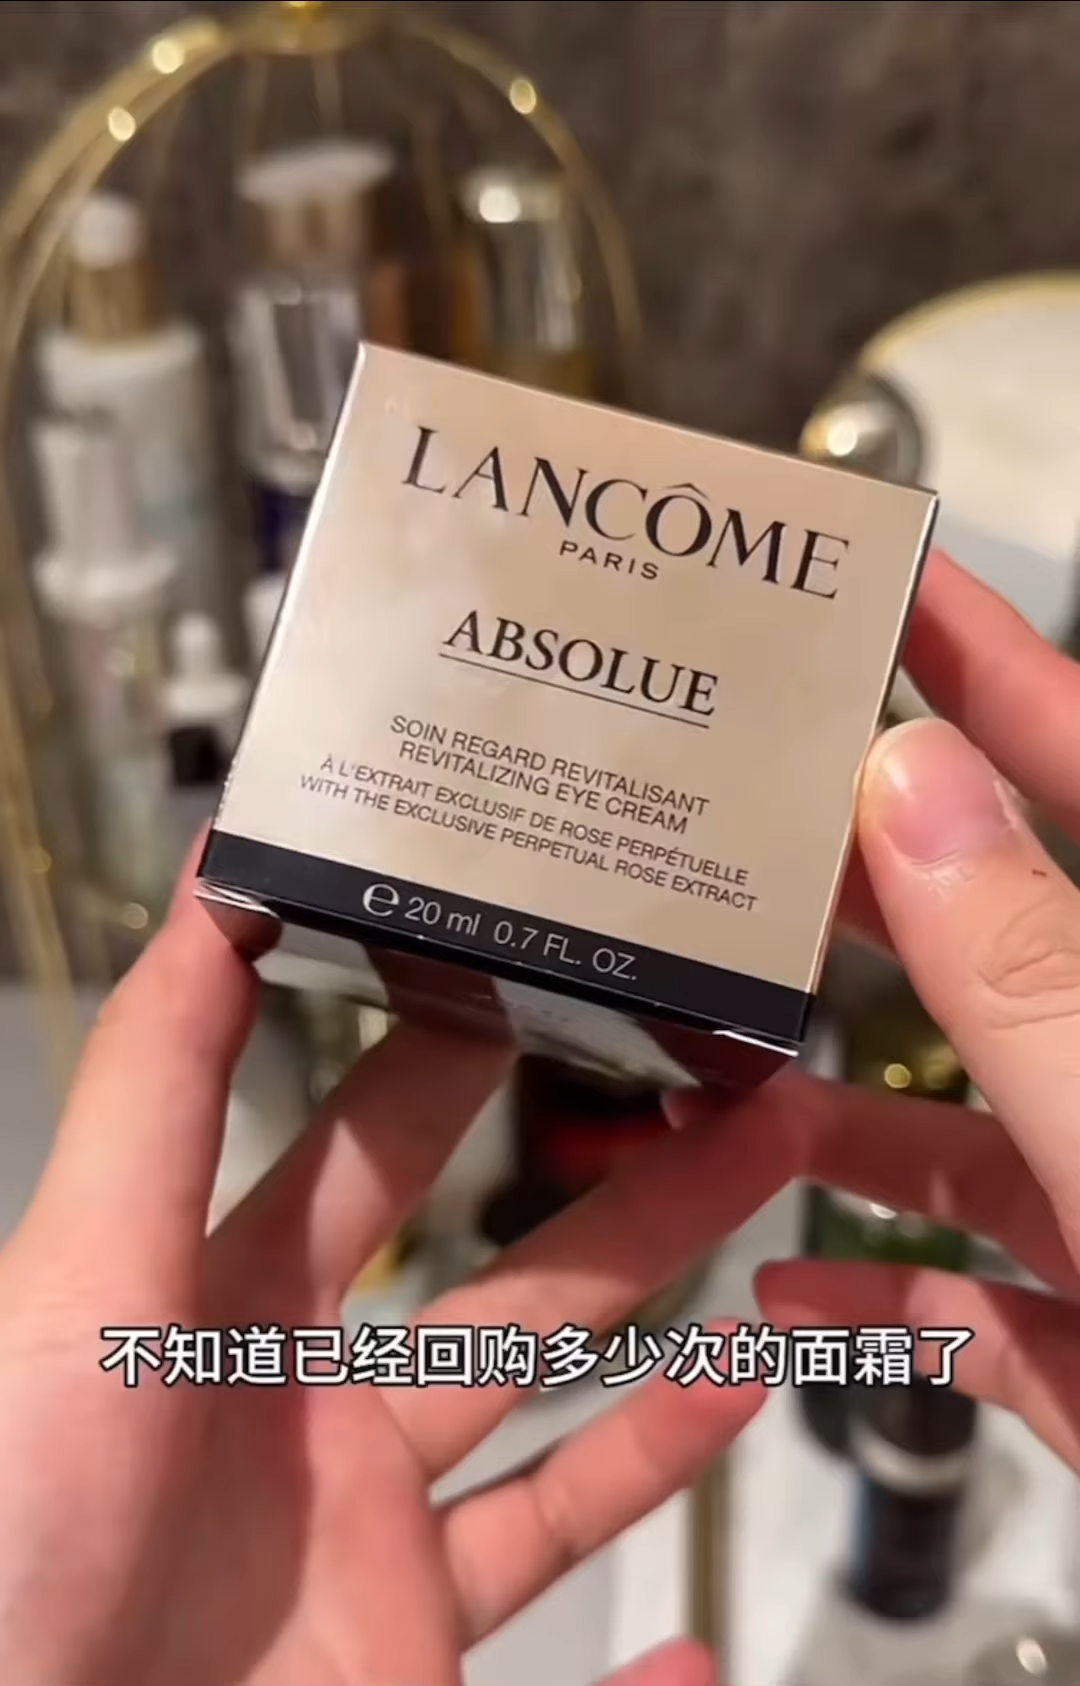 LANCÔME
PARIS
ABSOLUE
SOIN REGARD REVITALISANT
REVITALIZING EYE CREAM
À L'EXTRAIT EXCLUSIF DE ROSE PERPÉTUELLE
WITH THE EXCLUSIVE PERPETUAL ROSE EXTRACT
℮ 20 ml 0.7 FL. OZ.
不知道已经回购多少次的面霜了